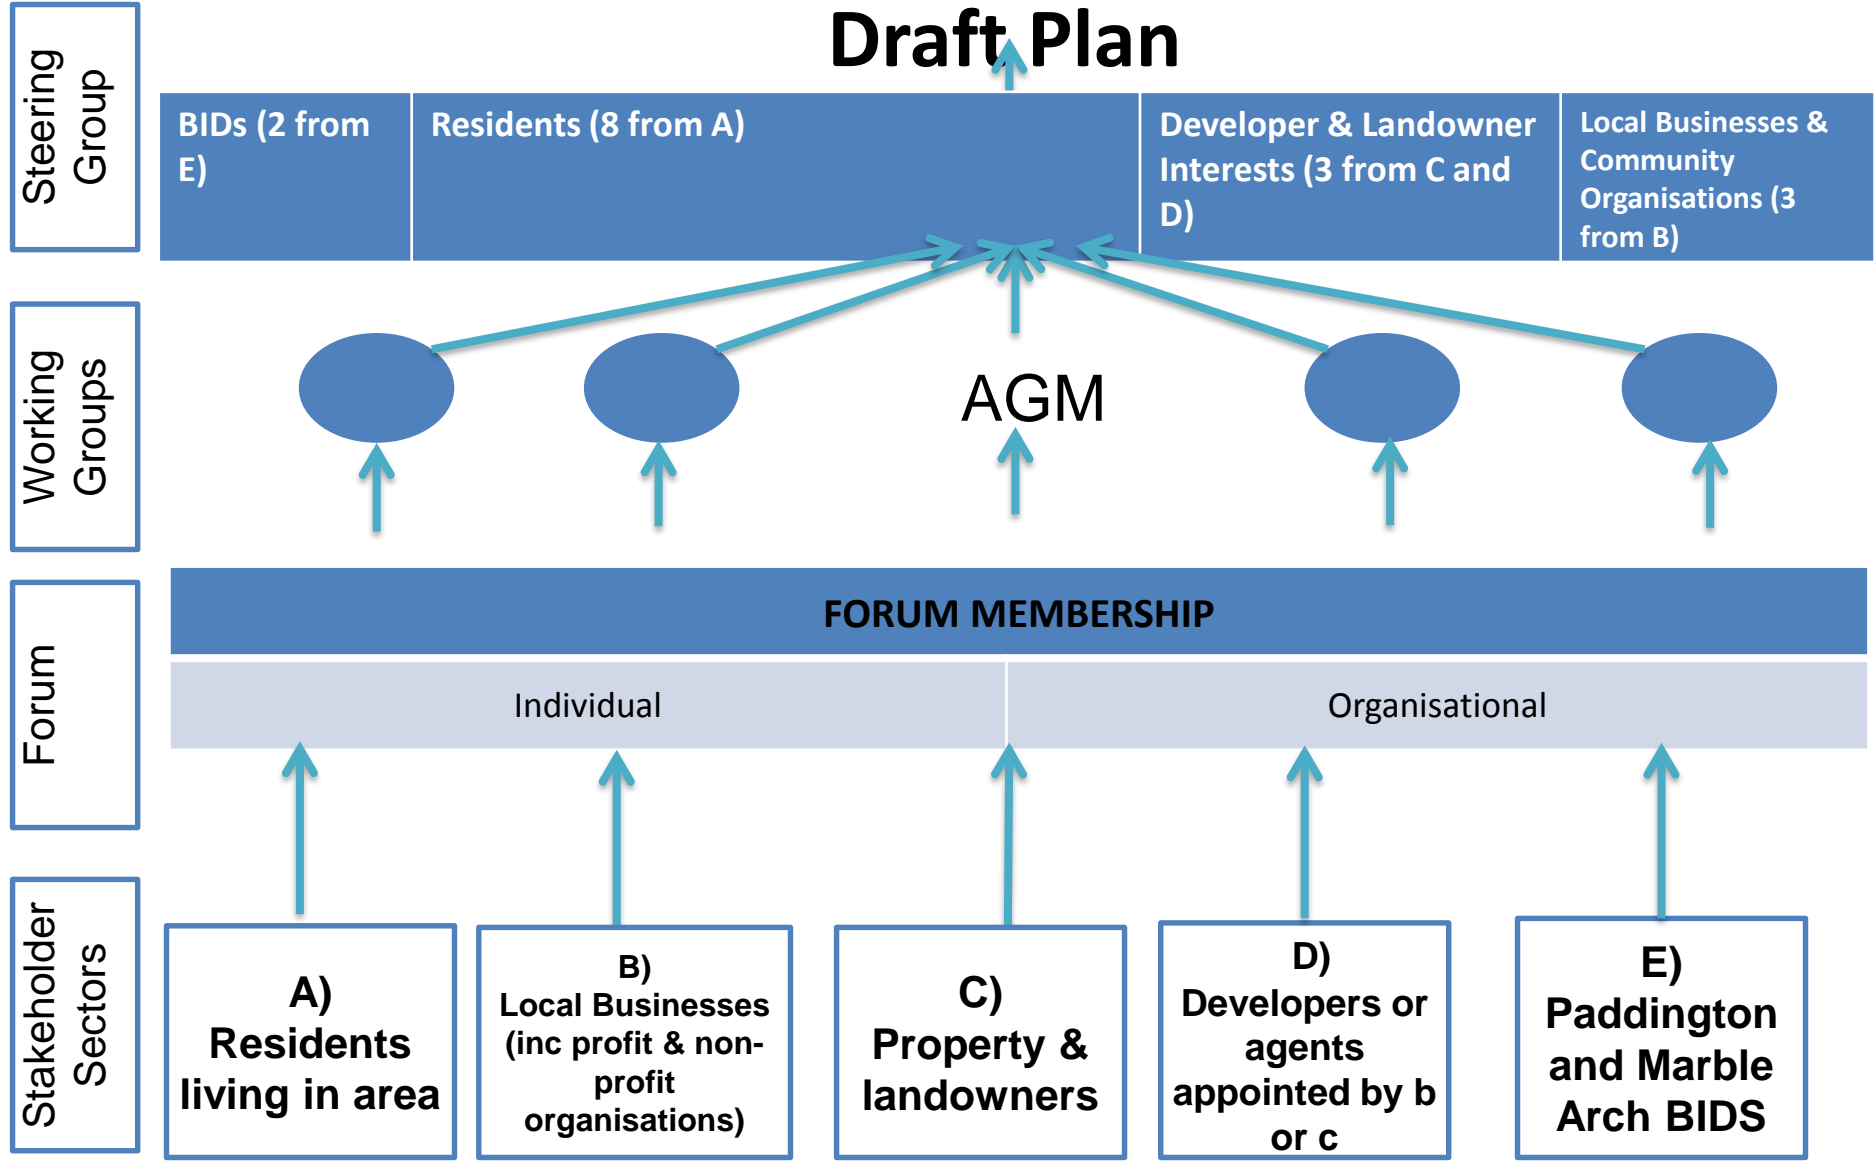 Draft Plan
Steering
Group
BIDs (2 from
E)
Residents (8 from A)
Developer & Landowner
Interests (3 from C and
D)
Local Businesses &
Community
Organisations (3
from B)
Working
Groups
AGM
Forum
FORUM MEMBERSHIP
Individual
Organisational
Stakeholder
Sectors
A)
Residents
living in area
B)
Local Businesses
(inc profit & non-
profit
organisations)
C)
Property &
landowners
D)
Developers or
agents
appointed by b
or c
E)
Paddington
and Marble
Arch BIDS